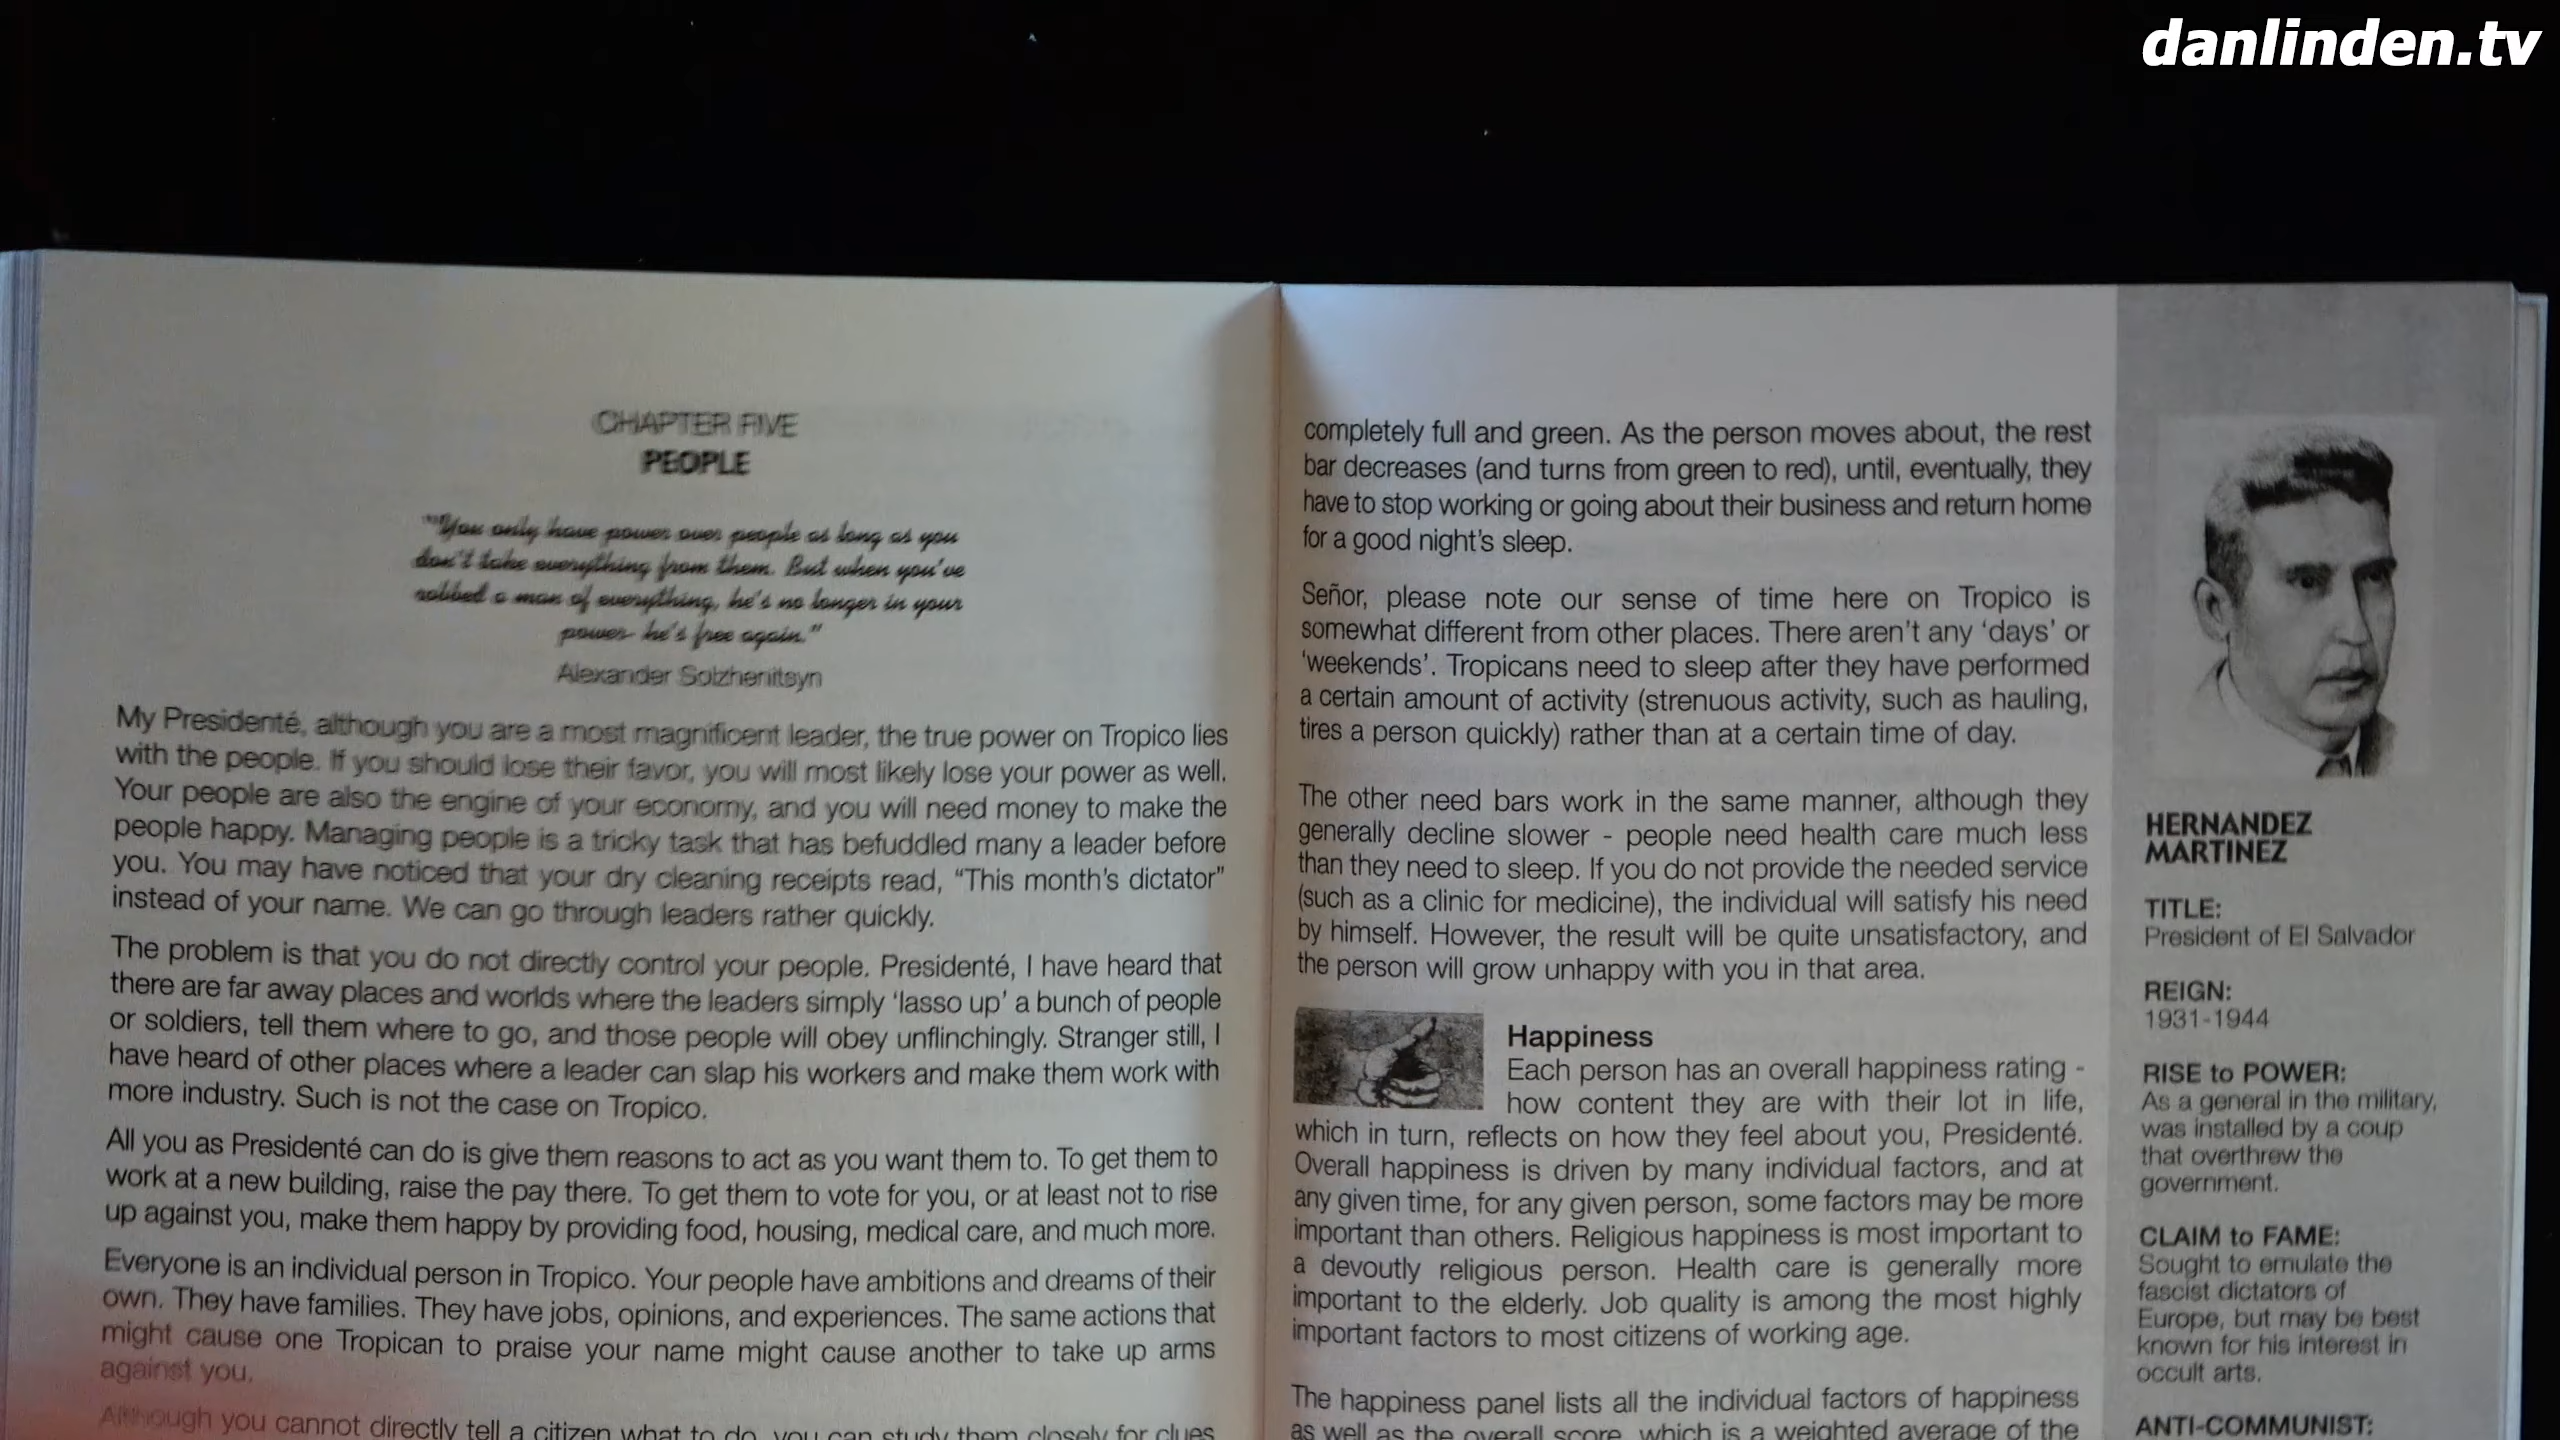 danlinden.tv
CHAPTER FIVE
PEOPLE
"You only have power over people as long as you
don't take everything from them. But when you've
robbed a man of everything, he's no longer in your
power- he's free again."
Alexander Solzhenitsyn
My Presidenté, although you are a most magnificent leader, the true power on Tropico lies
with the people. If you should lose their favor, you will most likely lose your power as well.
Your people are also the engine of your economy, and you will need money to make the
people happy. Managing people is a tricky task that has befuddled many a leader before
you. You may have noticed that your dry cleaning receipts read, “This month’s dictator”
instead of your name. We can go through leaders rather quickly.
The problem is that you do not directly control your people. Presidenté, I have heard that
there are far away places and worlds where the leaders simply ‘lasso up’ a bunch of people
or soldiers, tell them where to go, and those people will obey unflinchingly. Stranger still, I
have heard of other places where a leader can slap his workers and make them work with
more industry. Such is not the case on Tropico.
All you as Presidenté can do is give them reasons to act as you want them to. To get them to
work at a new building, raise the pay there. To get them to vote for you, or at least not to rise
up against you, make them happy by providing food, housing, medical care, and much more.
Everyone is an individual person in Tropico. Your people have ambitions and dreams of their
own. They have families. They have jobs, opinions, and experiences. The same actions that
might cause one Tropican to praise your name might cause another to take up arms
against you.
Although you cannot directly tell a citizen what to do, you can study them closely for clues
completely full and green. As the person moves about, the rest
bar decreases (and turns from green to red), until, eventually, they
have to stop working or going about their business and return home
for a good night’s sleep.
Señor, please note our sense of time here on Tropico is
somewhat different from other places. There aren’t any ‘days’ or
‘weekends’. Tropicans need to sleep after they have performed
a certain amount of activity (strenuous activity, such as hauling,
tires a person quickly) rather than at a certain time of day.
The other need bars work in the same manner, although they
generally decline slower - people need health care much less
than they need to sleep. If you do not provide the needed service
(such as a clinic for medicine), the individual will satisfy his need
by himself. However, the result will be quite unsatisfactory, and
the person will grow unhappy with you in that area.
Happiness
Each person has an overall happiness rating -
how content they are with their lot in life,
which in turn, reflects on how they feel about you, Presidenté.
Overall happiness is driven by many individual factors, and at
any given time, for any given person, some factors may be more
important than others. Religious happiness is most important to
a devoutly religious person. Health care is generally more
important to the elderly. Job quality is among the most highly
important factors to most citizens of working age.
The happiness panel lists all the individual factors of happiness
as well as the overall score, which is a weighted average of the
HERNANDEZ
MARTINEZ
TITLE:
President of El Salvador
REIGN:
1931-1944
RISE to POWER:
As a general in the military,
was installed by a coup
that overthrew the
government.
CLAIM to FAME:
Sought to emulate the
fascist dictators of
Europe, but may be best
known for his interest in
occult arts.
ANTI-COMMUNIST: